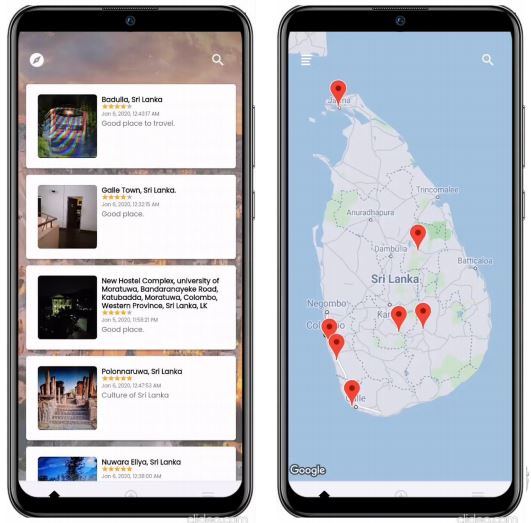 Badulla, Sri Lanka
Jan 6, 2020, 12:43:17 AM
Good place to travel.
Galle Town, Sri Lanka.
Jan 6, 2020, 12:32:15 AM
Good place.
New Hostel Complex, university of
Moratuwa, Bandaranayeke Road,
Katubadda, Moratuwa, Colombo,
Western Province, Sri Lanka, LK
Jan 5, 2020, 11:58:21 PM
Good place.
Polonnaruwa, Sri Lanka
Jan 6, 2020, 12:47:53 AM
Culture of Sri Lanka
Nuwara Eliya, Sri Lanka
Jan 6, 2020, 12:38:00 AM
Jaffna
Trincomalee
Anuradhapura
Dambulla
Batticaloa
Sri Lanka
Negombo
Google